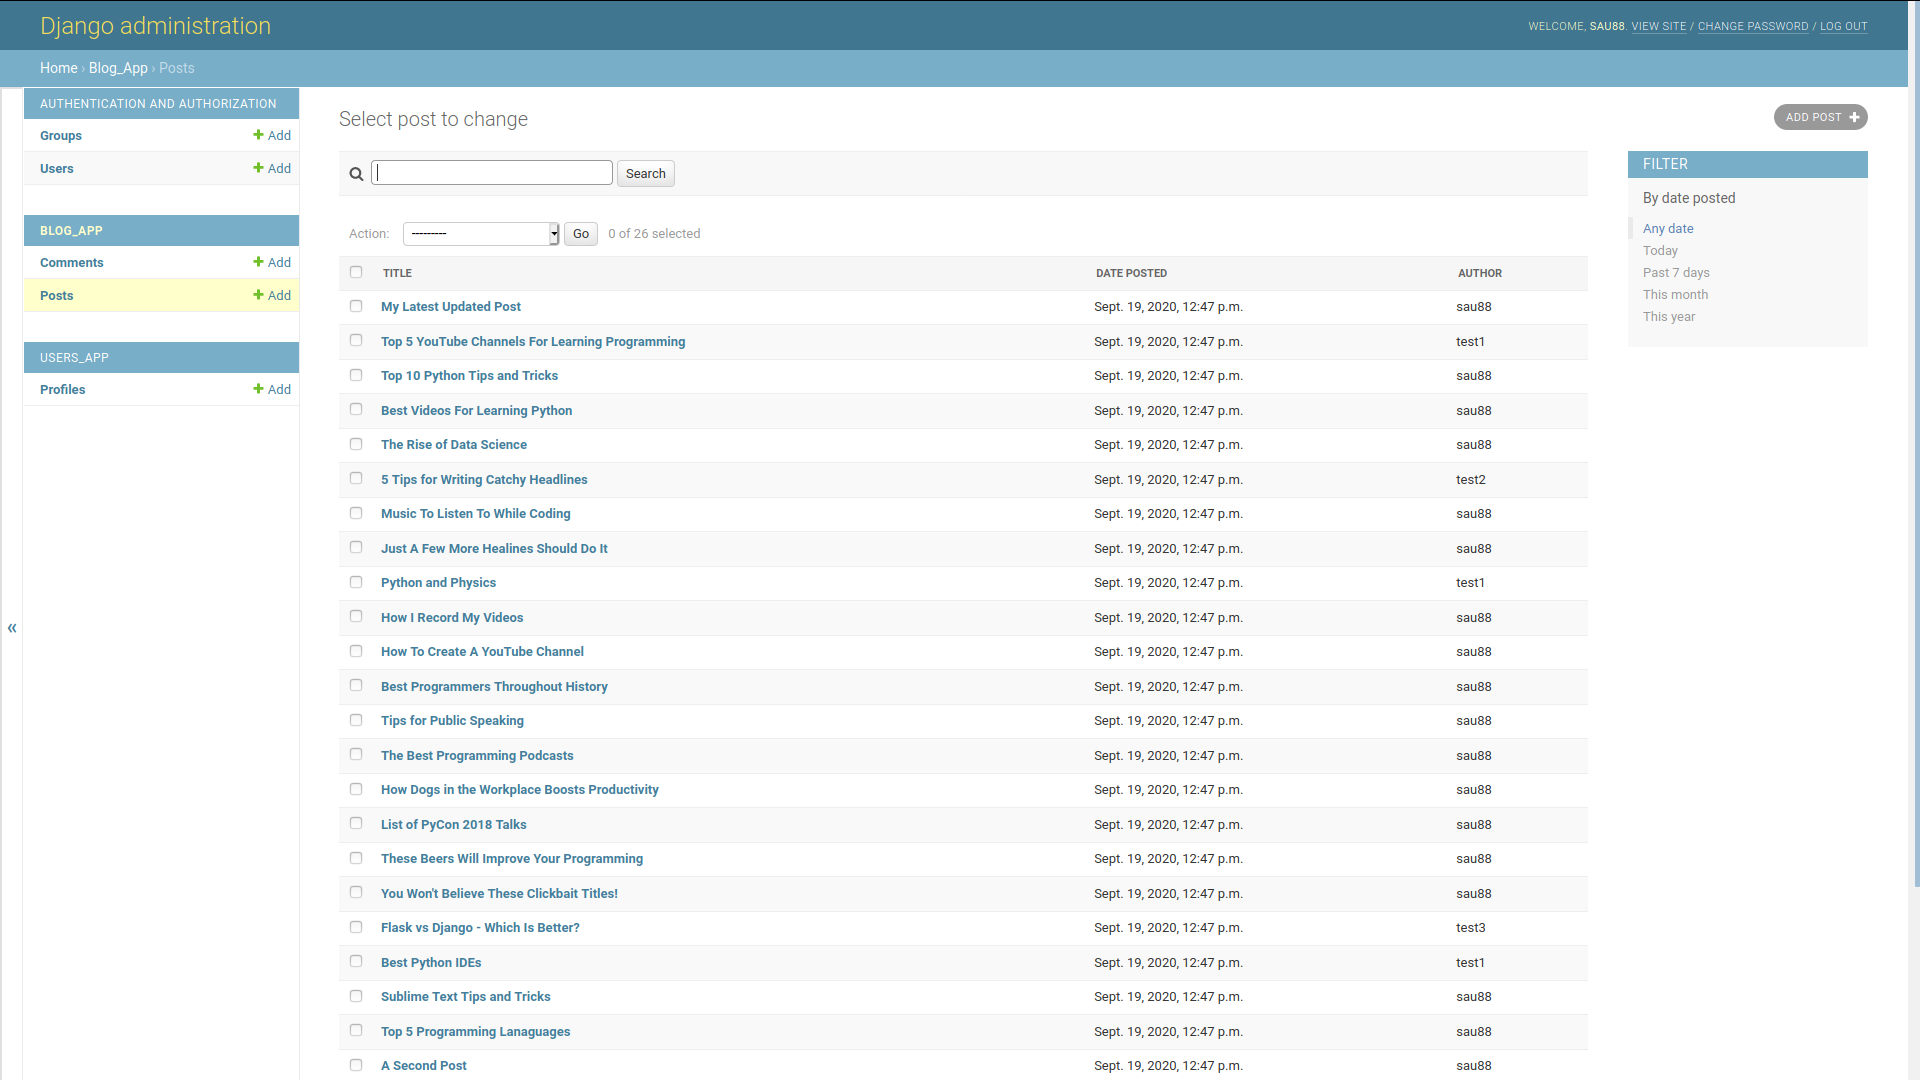 Django administration
WELCOME, SAU88. VIEW SITE / CHANGE PASSWORD / LOG OUT
Home › Blog_App › Posts
AUTHENTICATION AND AUTHORIZATION
Groups Add
Users Add
BLOG_APP
Comments Add
Posts Add
USERS_APP
Profiles Add
«
Select post to change
ADD POST
Search
Action: --------- Go 0 of 26 selected
TITLE DATE POSTED AUTHOR
My Latest Updated Post Sept. 19, 2020, 12:47 p.m. sau88
Top 5 YouTube Channels For Learning Programming Sept. 19, 2020, 12:47 p.m. test1
Top 10 Python Tips and Tricks Sept. 19, 2020, 12:47 p.m. sau88
Best Videos For Learning Python Sept. 19, 2020, 12:47 p.m. sau88
The Rise of Data Science Sept. 19, 2020, 12:47 p.m. sau88
5 Tips for Writing Catchy Headlines Sept. 19, 2020, 12:47 p.m. test2
Music To Listen To While Coding Sept. 19, 2020, 12:47 p.m. sau88
Just A Few More Healines Should Do It Sept. 19, 2020, 12:47 p.m. sau88
Python and Physics Sept. 19, 2020, 12:47 p.m. test1
How I Record My Videos Sept. 19, 2020, 12:47 p.m. sau88
How To Create A YouTube Channel Sept. 19, 2020, 12:47 p.m. sau88
Best Programmers Throughout History Sept. 19, 2020, 12:47 p.m. sau88
Tips for Public Speaking Sept. 19, 2020, 12:47 p.m. sau88
The Best Programming Podcasts Sept. 19, 2020, 12:47 p.m. sau88
How Dogs in the Workplace Boosts Productivity Sept. 19, 2020, 12:47 p.m. sau88
List of PyCon 2018 Talks Sept. 19, 2020, 12:47 p.m. sau88
These Beers Will Improve Your Programming Sept. 19, 2020, 12:47 p.m. sau88
You Won't Believe These Clickbait Titles! Sept. 19, 2020, 12:47 p.m. sau88
Flask vs Django - Which Is Better? Sept. 19, 2020, 12:47 p.m. test3
Best Python IDEs Sept. 19, 2020, 12:47 p.m. test1
Sublime Text Tips and Tricks Sept. 19, 2020, 12:47 p.m. sau88
Top 5 Programming Lanaguages Sept. 19, 2020, 12:47 p.m. sau88
A Second Post Sept. 19, 2020, 12:47 p.m. sau88
FILTER
By date posted
Any date
Today
Past 7 days
This month
This year